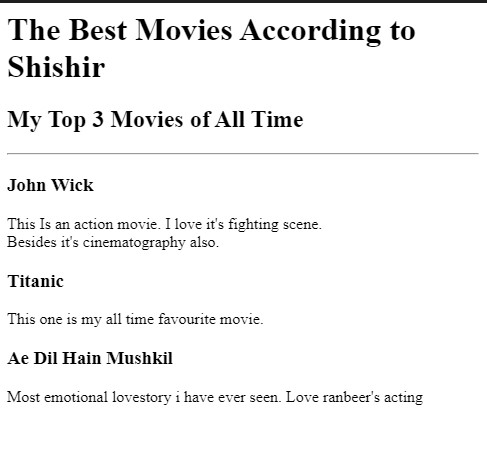 The Best Movies According to
Shishir
My Top 3 Movies of All Time
John Wick
This Is an action movie. I love it's fighting scene.
Besides it's cinematography also.
Titanic
This one is my all time favourite movie.
Ae Dil Hain Mushkil
Most emotional lovestory i have ever seen. Love ranbeer's acting